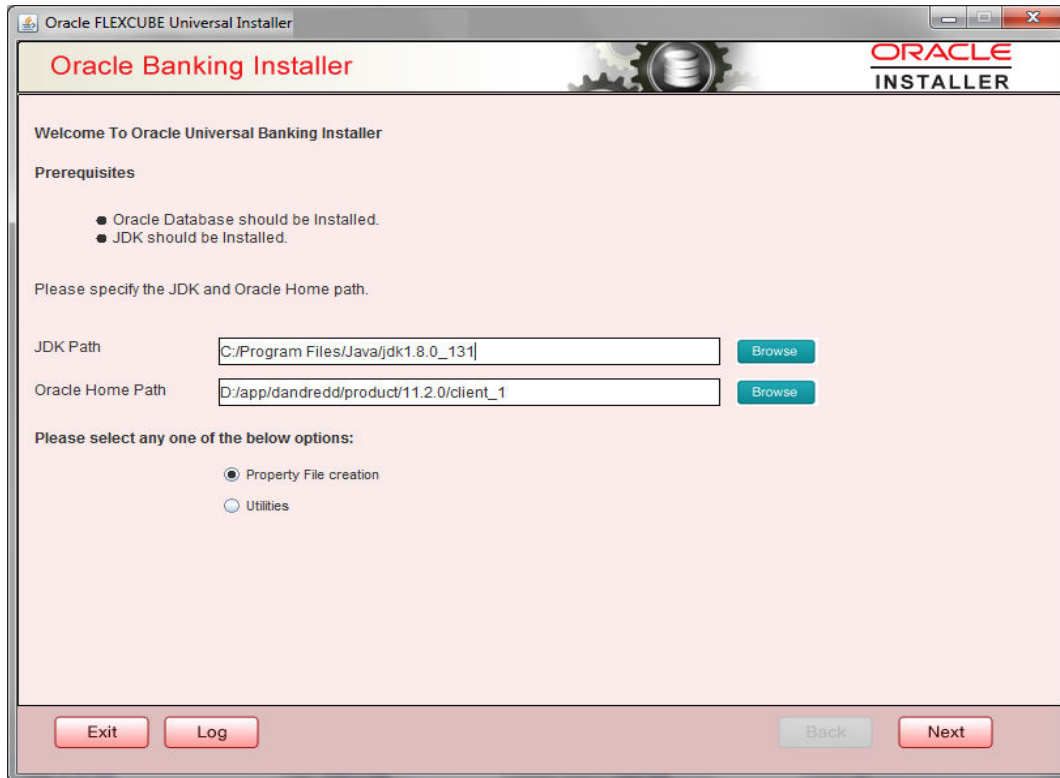 Oracle FLEXCUBE Universal Installer
Oracle Banking Installer
ORACLE
INSTALLER
Welcome To Oracle Universal Banking Installer
Prerequisites
Oracle Database should be Installed.
JDK should be Installed.
Please specify the JDK and Oracle Home path.
JDK Path C:/Program Files/Java/jdk1.8.0_131 Browse
Oracle Home Path D:/app/dandredd/product/11.2.0/client_1 Browse
Please select any one of the below options:
Property File creation
Utilities
Exit Log Back Next